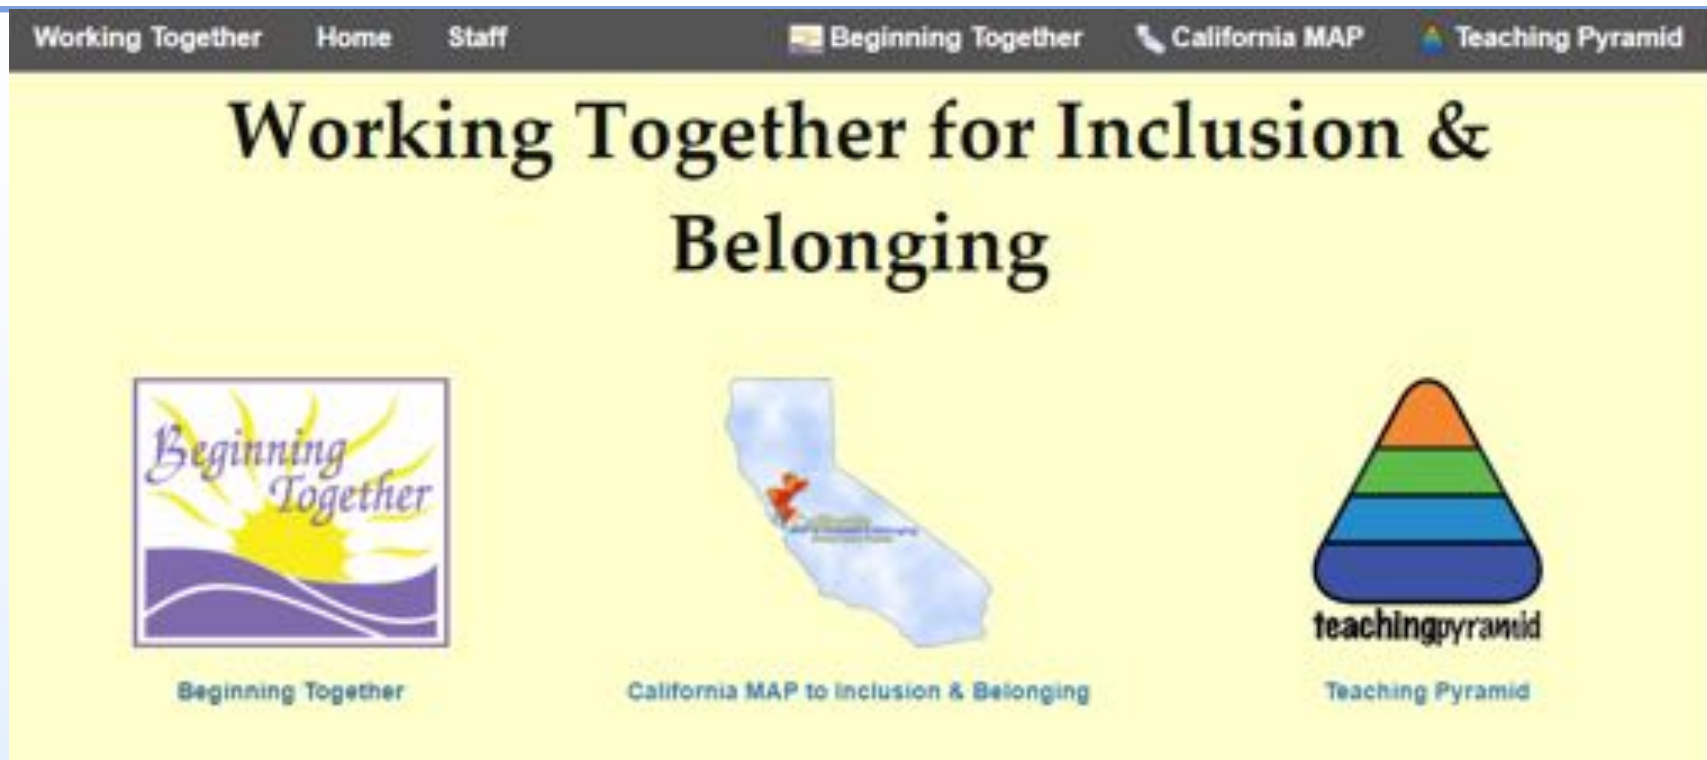 Working Together Home Staff Beginning Together California MAP Teaching Pyramid
Working Together for Inclusion &
Belonging
Beginning
Together
teachingpyramid
Beginning Together
California MAP to Inclusion & Belonging
Teaching Pyramid